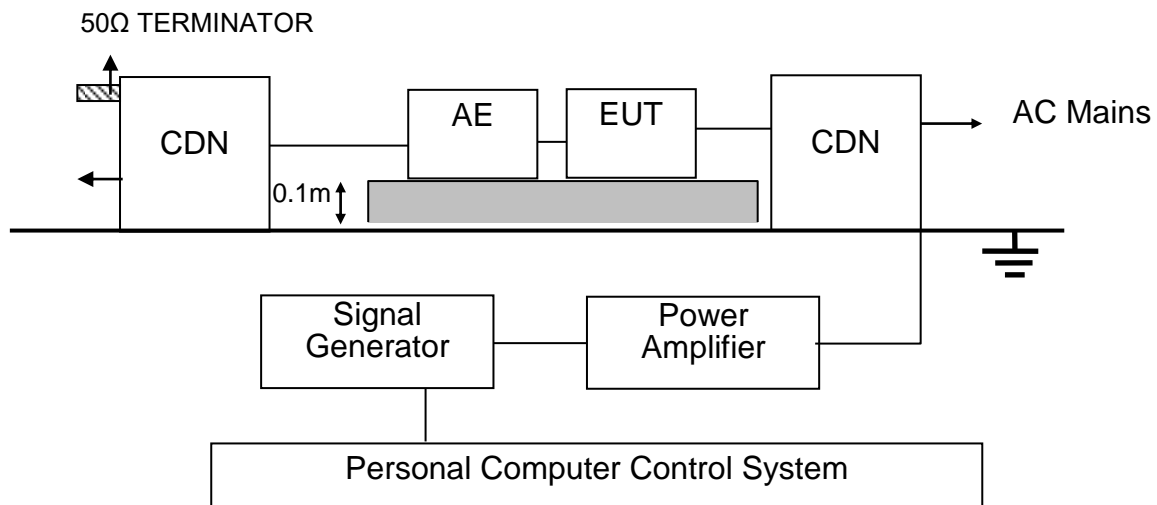 50Ω TERMINATOR
CDN
AE
EUT
CDN
AC Mains
0.1m
Signal
Generator
Power
Amplifier
Personal Computer Control System